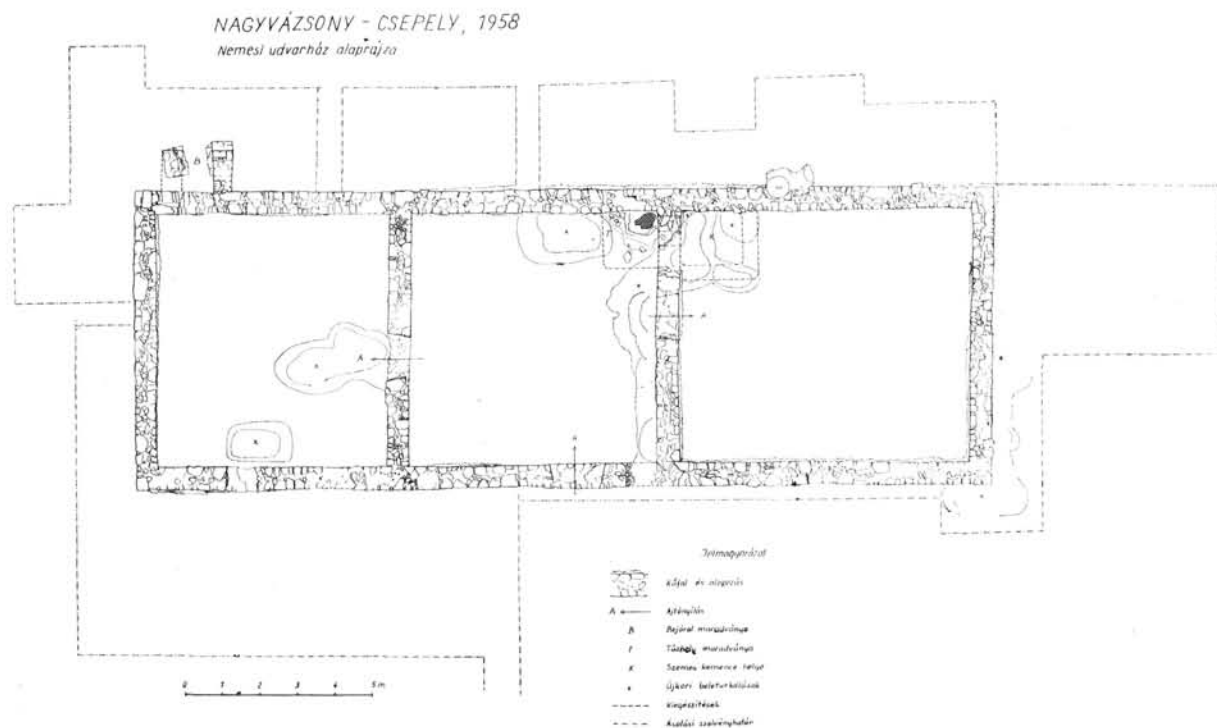 NAGYVÁZSONY - CSEPELY, 1958
Nemesi udvarház alaprajza
B
x
x
A
A
x
A
Jelmagyarázat
Kőfal és alapozás
A ← Ajtónyílás
B Bejárat maradványa
Tűzhely maradványa
x Szemes kemence helye
Újkori beleturkálások
Kiegészítések
Ásatási szelvényhatár
0 1 2 3 4 5 m